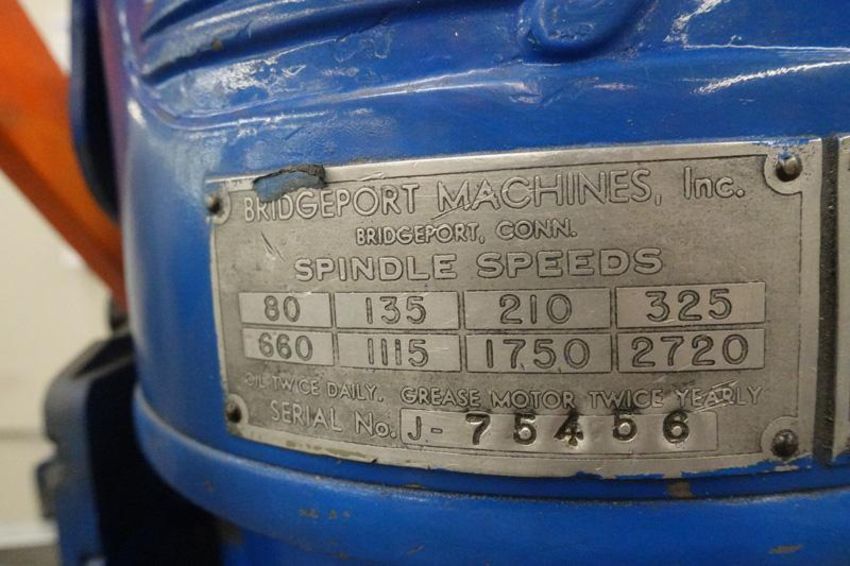 BRIDGEPORT MACHINES, Inc.
BRIDGEPORT, CONN.
SPINDLE SPEEDS
80 135 210 325
660 1115 1750 2720
OIL TWICE DAILY. GREASE MOTOR TWICE YEARLY
SERIAL No. J-75456